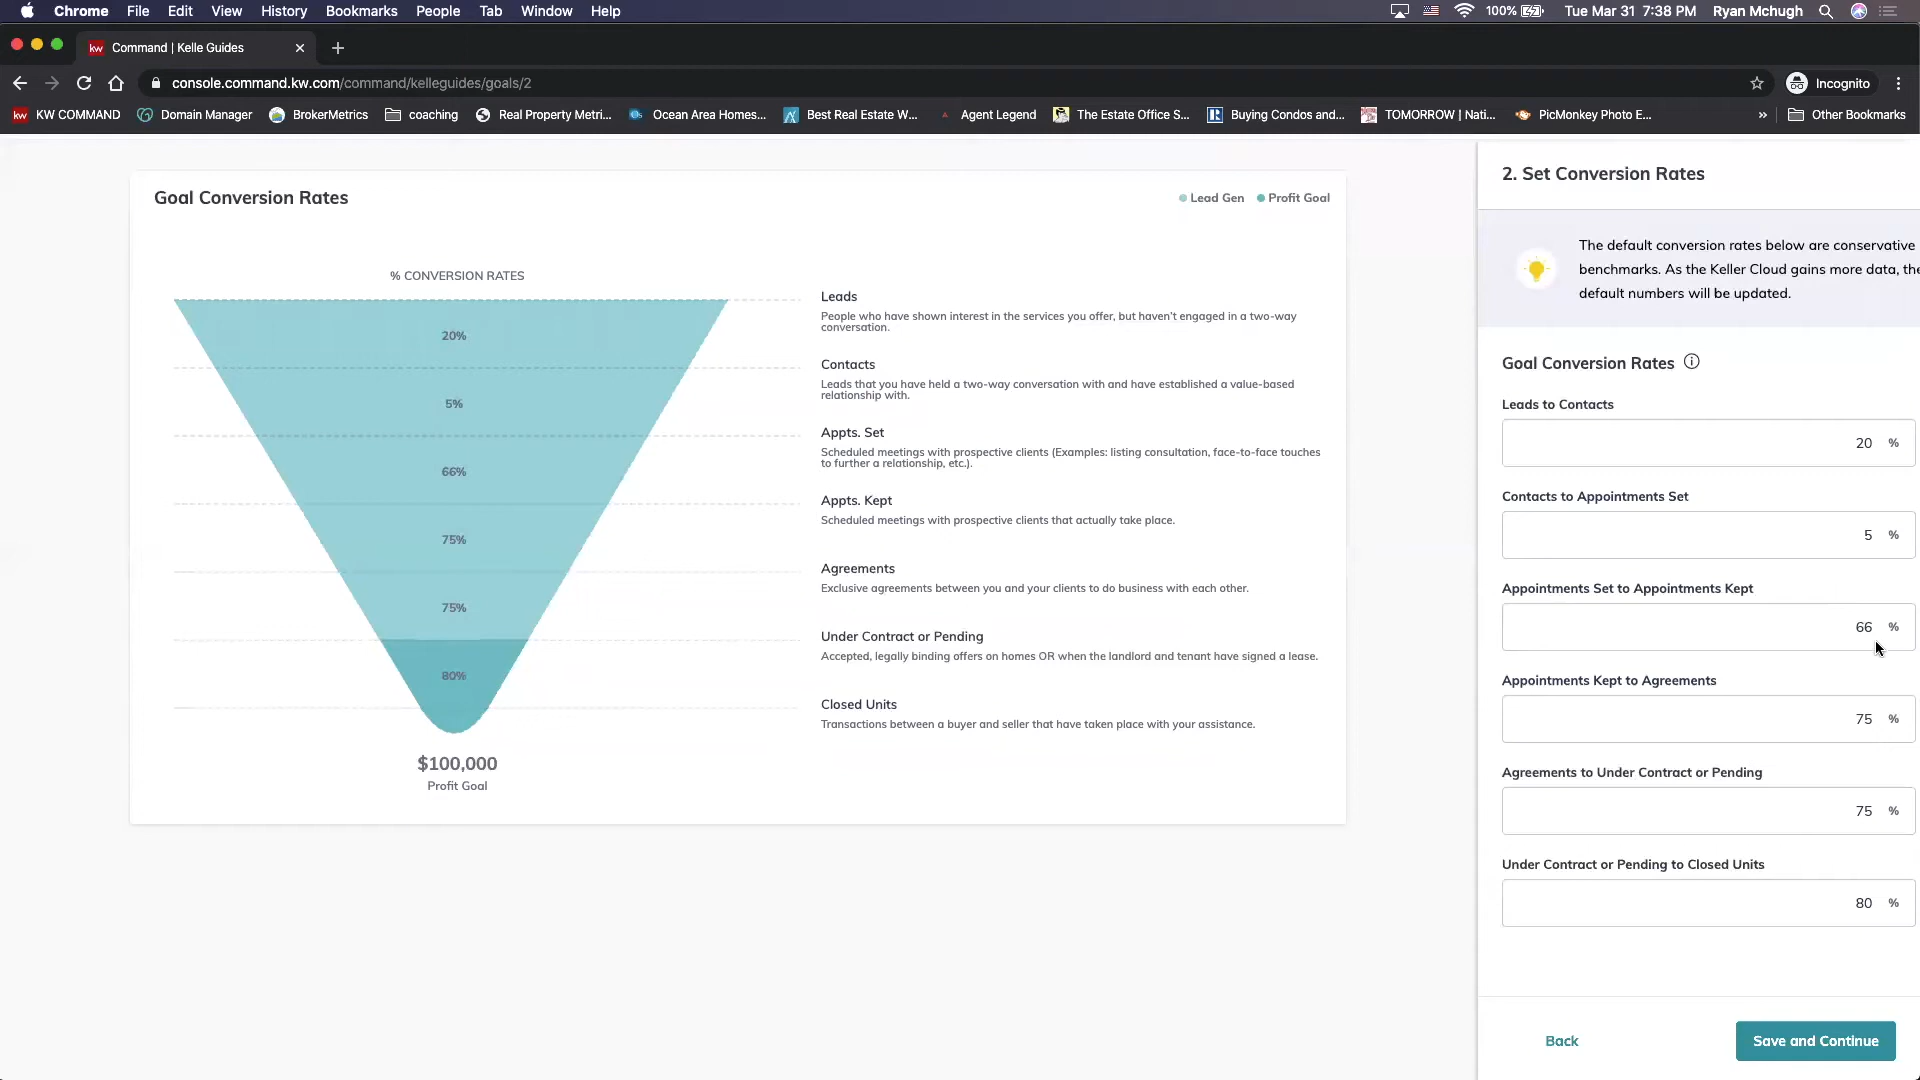 Chrome File Edit View History Bookmarks People Tab Window Help 100% Tue Mar 31 7:38 PM Ryan Mchugh
kw Command | Kelle Guides
console.command.kw.com/command/kelleguides/goals/2 Incognito
kw KW COMMAND Domain Manager BrokerMetrics coaching Real Property Metri... Ocean Area Homes... Best Real Estate W... Agent Legend The Estate Office S... Buying Condos and... TOMORROW | Nati... PicMonkey Photo E... » Other Bookmarks
Goal Conversion Rates
Lead Gen Profit Goal
% CONVERSION RATES
20%
5%
66%
75%
75%
80%
$100,000
Profit Goal
Leads
People who have shown interest in the services you offer, but haven't engaged in a two-way
conversation.
Contacts
Leads that you have held a two-way conversation with and have established a value-based
relationship with.
Appts. Set
Scheduled meetings with prospective clients (Examples: listing consultation, face-to-face touches
to further a relationship, etc.).
Appts. Kept
Scheduled meetings with prospective clients that actually take place.
Agreements
Exclusive agreements between you and your clients to do business with each other.
Under Contract or Pending
Accepted, legally binding offers on homes OR when the landlord and tenant have signed a lease.
Closed Units
Transactions between a buyer and seller that have taken place with your assistance.
2. Set Conversion Rates
The default conversion rates below are conservative
benchmarks. As the Keller Cloud gains more data, the
default numbers will be updated.
Goal Conversion Rates
Leads to Contacts
20 %
Contacts to Appointments Set
5 %
Appointments Set to Appointments Kept
66 %
Appointments Kept to Agreements
75 %
Agreements to Under Contract or Pending
75 %
Under Contract or Pending to Closed Units
80 %
Back
Save and Continue